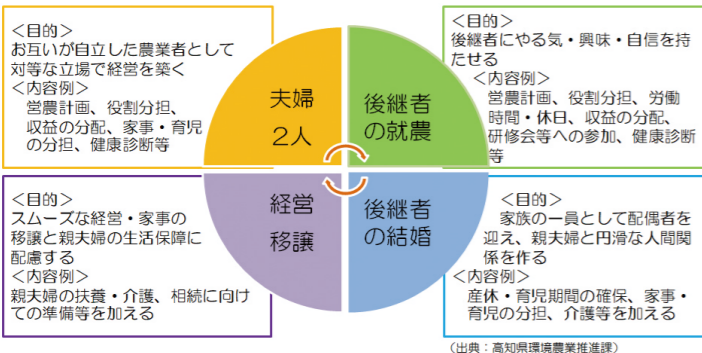 ＜目的＞
お互いが自立した農業者として
対等な立場で経営を築く
＜内容例＞
営農計画、役割分担、
収益の分配、家事・育児
の分担、健康診断等
夫婦
2人
後継者
の就農
＜目的＞
後継者にやる気・興味・自信を持
たせる
＜内容例＞
営農計画、役割分担、労働
時間・休日、収益の分配、
研修会等への参加、健康診断
等
＜目的＞
スムーズな経営・家事の
移譲と親夫婦の生活保障に
配慮する
＜内容例＞
親夫婦の扶養・介護、相続に向け
ての準備等を加える
経営
移譲
後継者
の結婚
＜目的＞
家族の一員として配偶者を
迎え、親夫婦と円滑な人間関
係を作る
＜内容例＞
産休・育児期間の確保、家事・
育児の分担、介護等を加える
（出典：高知県環境農業推進課）